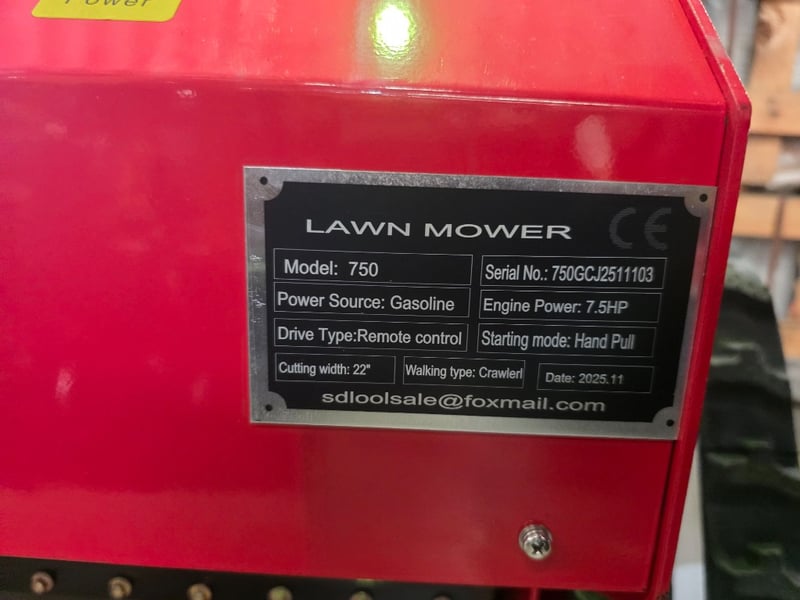 Power
LAWN MOWER CE
Model: 750
Serial No.: 750GCJ2511103
Power Source: Gasoline
Engine Power: 7.5HP
Drive Type:Remote control
Starting mode: Hand Pull
Cutting width: 22"
Walking type: Crawlerl
Date: 2025.11
sdloolsale@foxmail.com